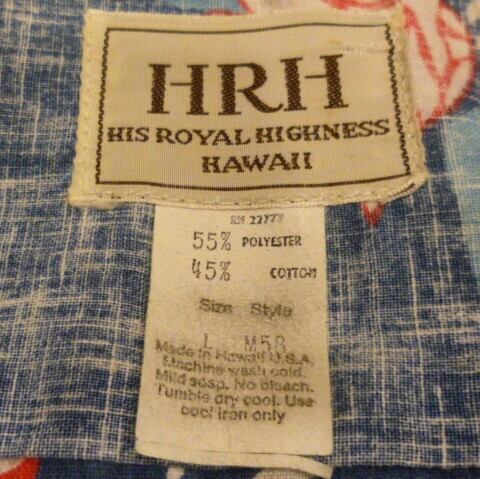 HRH
HIS ROYAL HIGHNESS
HAWAII
RN
55% POLYESTER
45% COTTON
Size Style
L
Made in Hawaii U.S.A.
Machine wash cold.
Mild soap. No bleach.
Tumble dry cool. Use
cool iron only